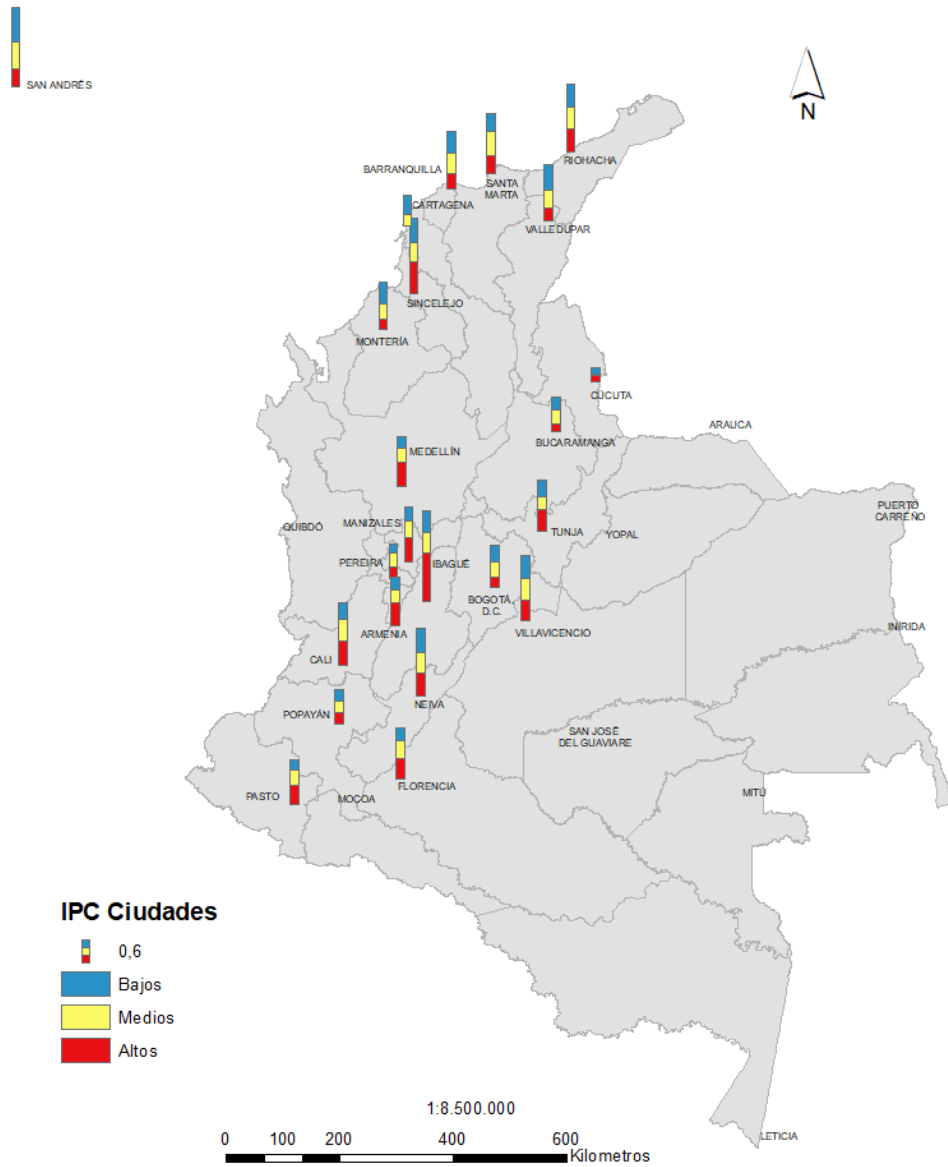 SAN ANDRÉS
N
RIOHACHA
BARRANQUILLA
SANTA
MARTA
CARTAGENA
VALLEDUPAR
SINCELEJO
MONTERÍA
CÚCUTA
ARAUCA
BUCARAMANGA
MEDELLÍN
PUERTO
CARREÑO
MANIZALES
QUIBDÓ
TUNJA
YOPAL
PEREIRA
IBAGUÉ
BOGOTÁ,
D.C.
ARMENIA
VILLAVICENCIO
INÍRIDA
CALI
NEIVA
POPAYÁN
SAN JOSÉ
DEL GUAVIARE
FLORENCIA
MITÚ
PASTO
MOCOA
IPC Ciudades
0,6
Bajos
Medios
Altos
1:8.500.000
0 100 200 400 600
Kilometros
LETICIA